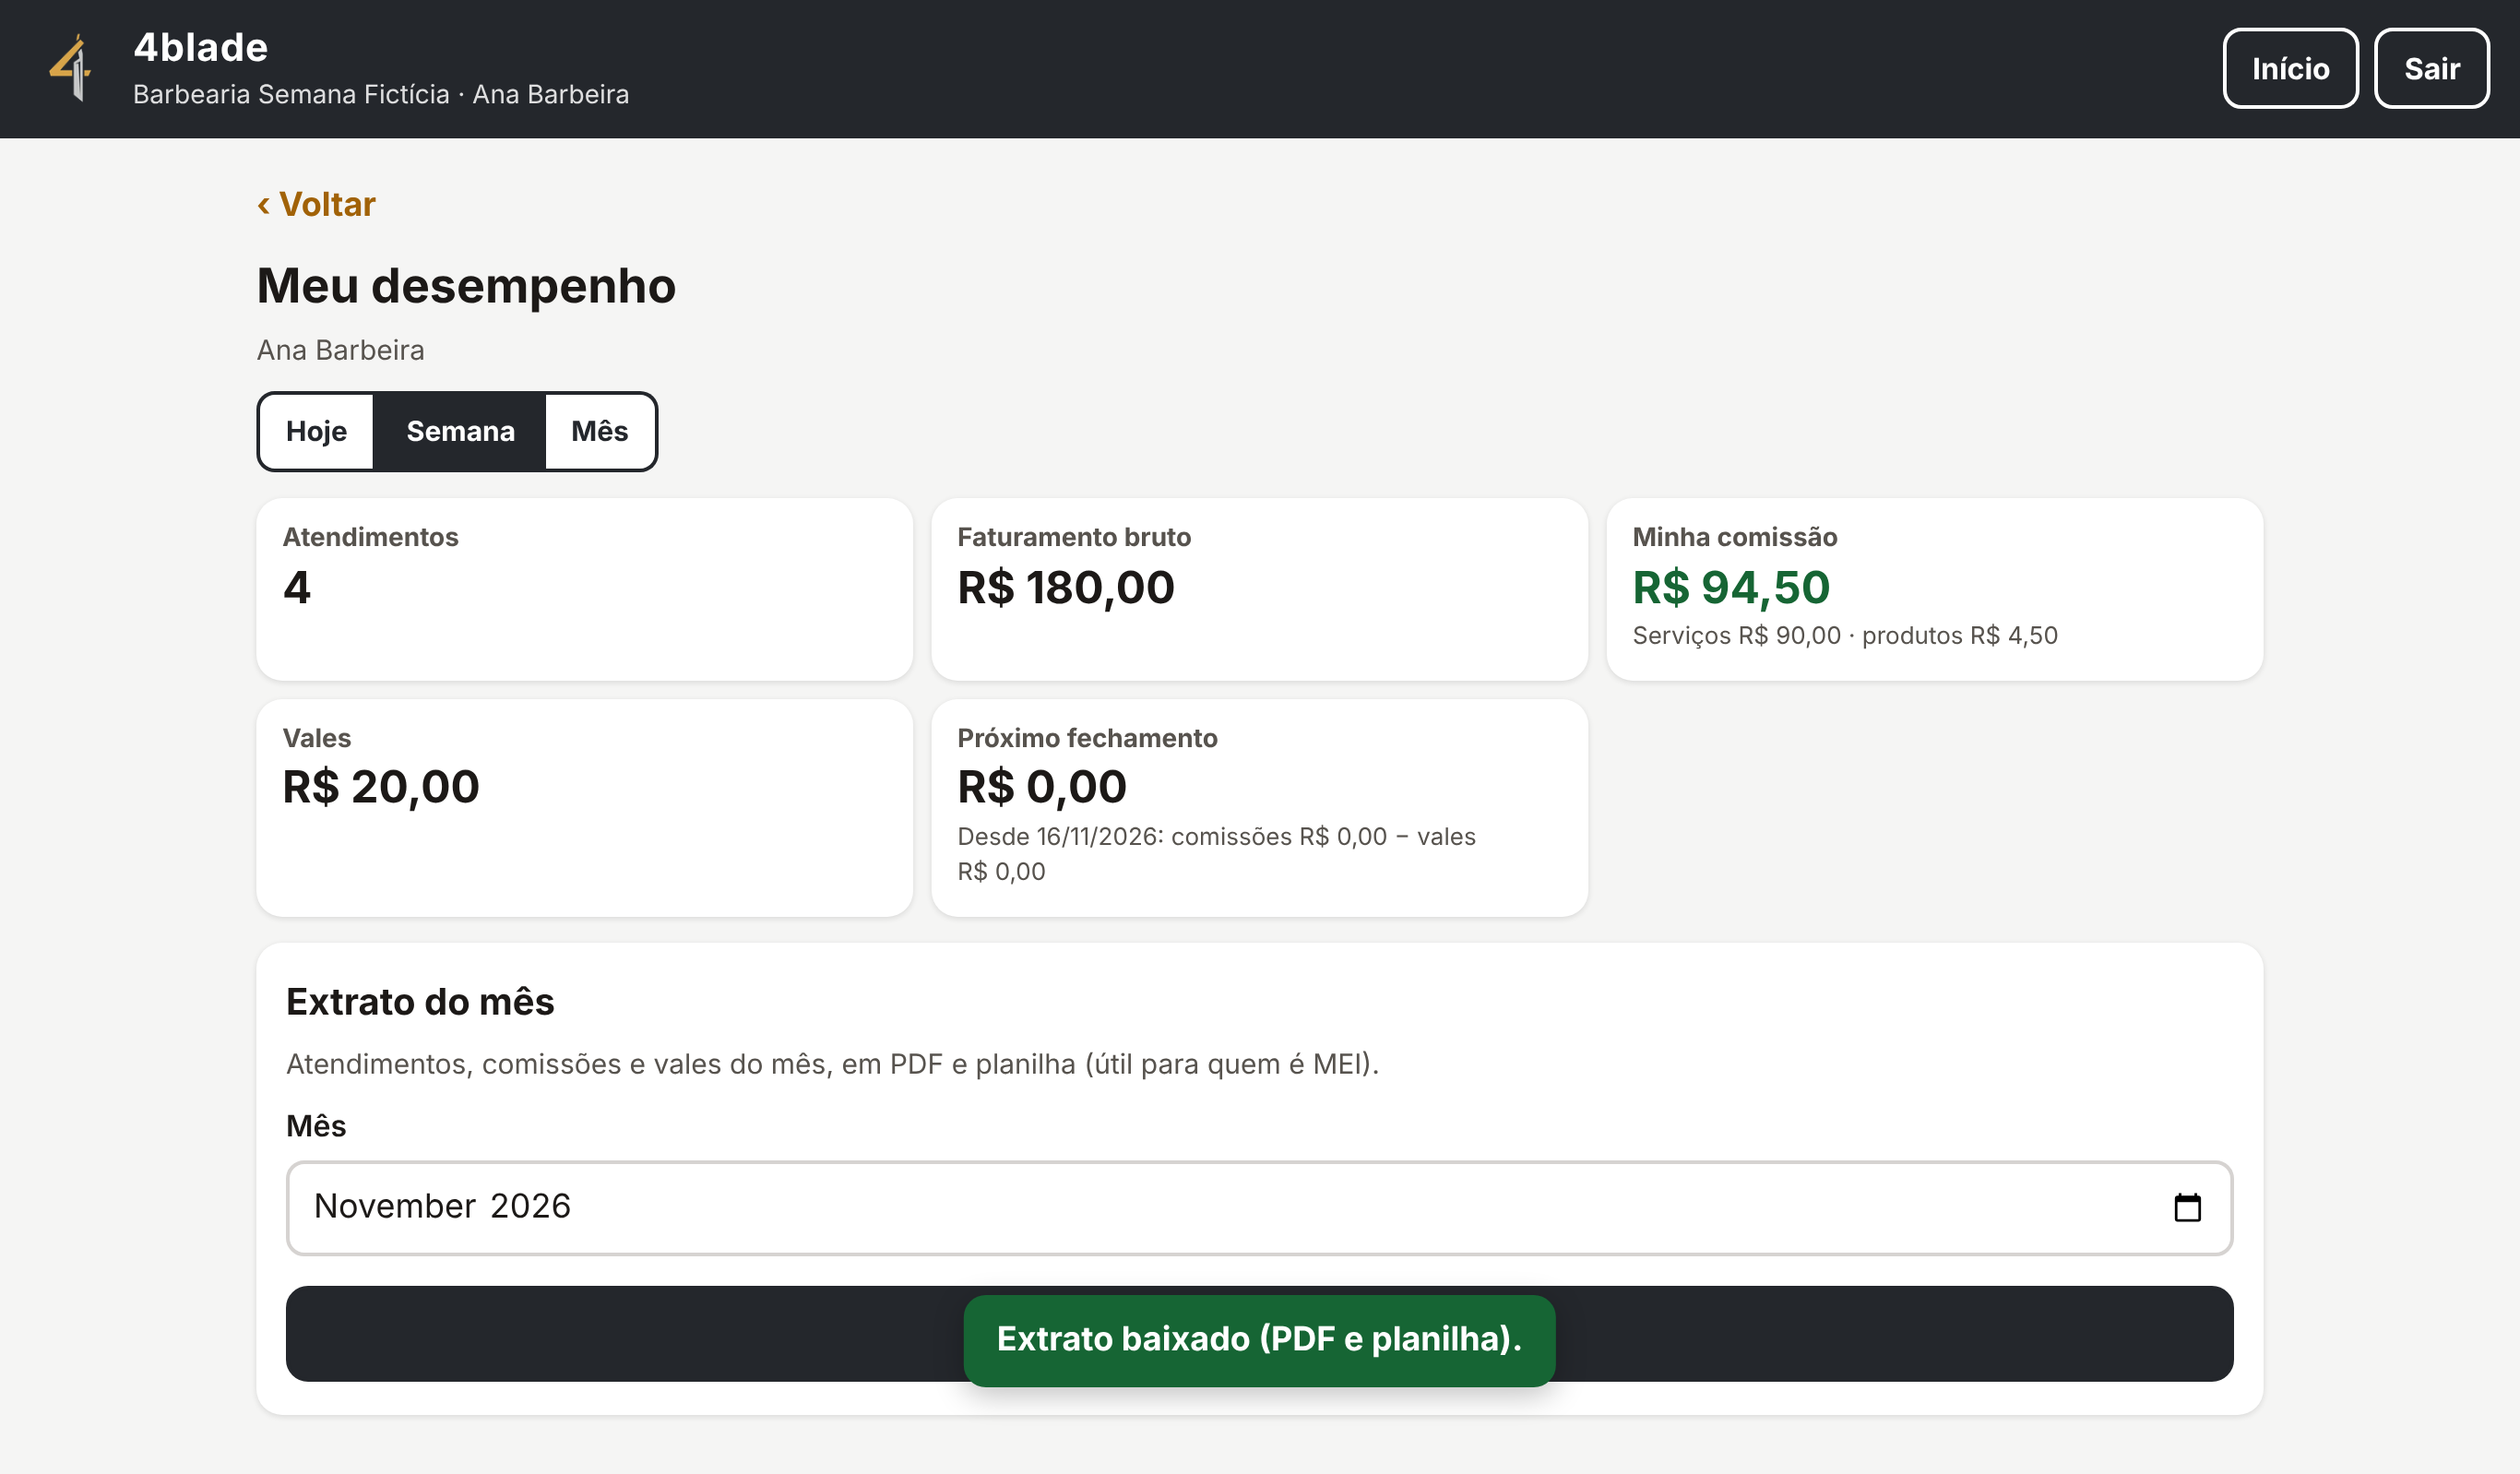 4blade
Barbearia Semana Fictícia · Ana Barbeira
Início
Sair
‹ Voltar
Meu desempenho
Ana Barbeira
Hoje
Semana
Mês
Atendimentos
4
Faturamento bruto
R$ 180,00
Minha comissão
R$ 94,50
Serviços R$ 90,00 · produtos R$ 4,50
Vales
R$ 20,00
Próximo fechamento
R$ 0,00
Desde 16/11/2026: comissões R$ 0,00 − vales
R$ 0,00
Extrato do mês
Atendimentos, comissões e vales do mês, em PDF e planilha (útil para quem é MEI).
Mês
November 2026
Extrato baixado (PDF e planilha).